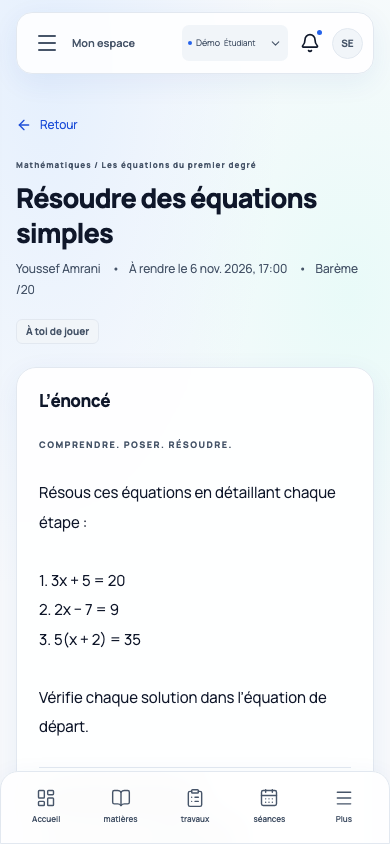 Mon espace
Démo Étudiant
SE
Retour
Mathématiques / Les équations du premier degré
Résoudre des équations
simples
Youssef Amrani • À rendre le 6 nov. 2026, 17:00 • Barème
/20
À toi de jouer
L'énoncé
COMPRENDRE. POSER. RÉSOUDRE.
Résous ces équations en détaillant chaque
étape :
1. 3x + 5 = 20
2. 2x − 7 = 9
3. 5(x + 2) = 35
Vérifie chaque solution dans l'équation de
départ.
Accueil
matières
travaux
séances
Plus